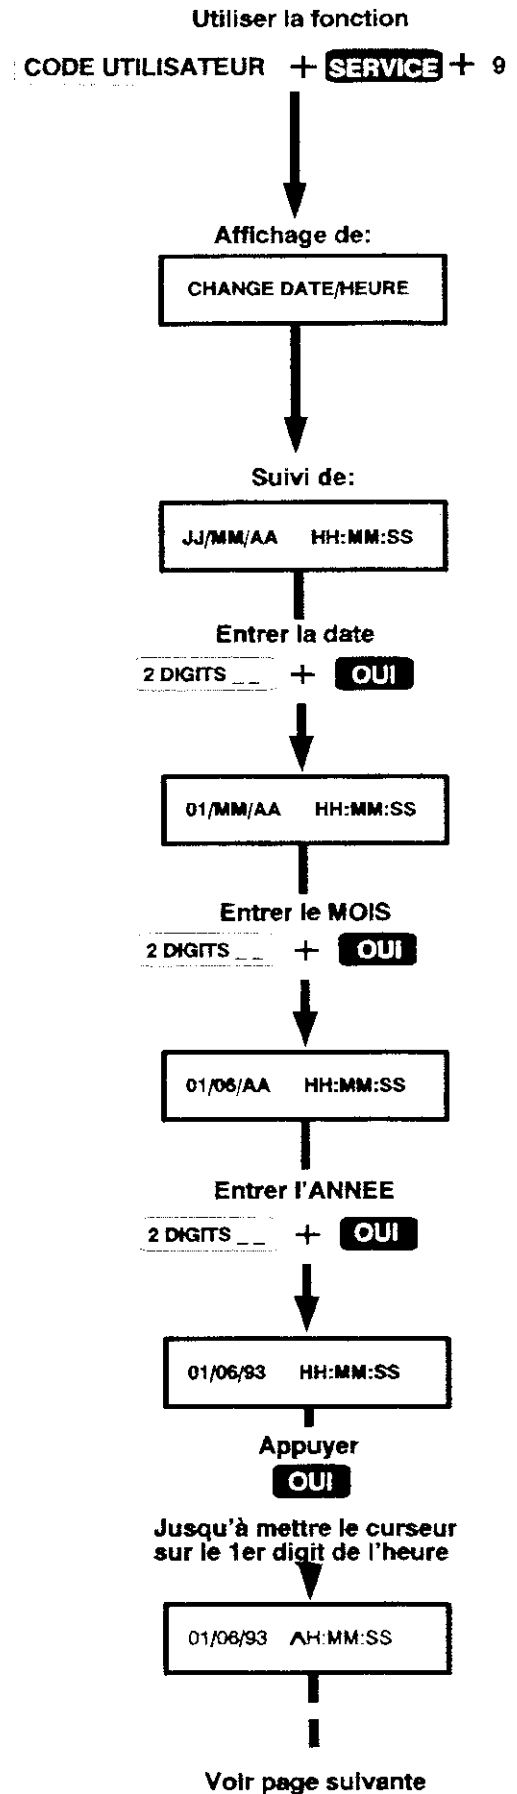 Utiliser la fonction
CODE UTILISATEUR + SERVICE + 9
Affichage de:
CHANGE DATE/HEURE
Suivi de:
JJ/MM/AA HH:MM:SS
Entrer la date
2 DIGITS _ _ + OUI
01/MM/AA HH:MM:SS
Entrer le MOIS
2 DIGITS _ _ + OUI
01/06/AA HH:MM:SS
Entrer l'ANNEE
2 DIGITS _ _ + OUI
01/06/93 HH:MM:SS
Appuyer
OUI
Jusqu'à mettre le curseur
sur le 1er digit de l'heure
01/06/93 AH:MM:SS
Voir page suivante